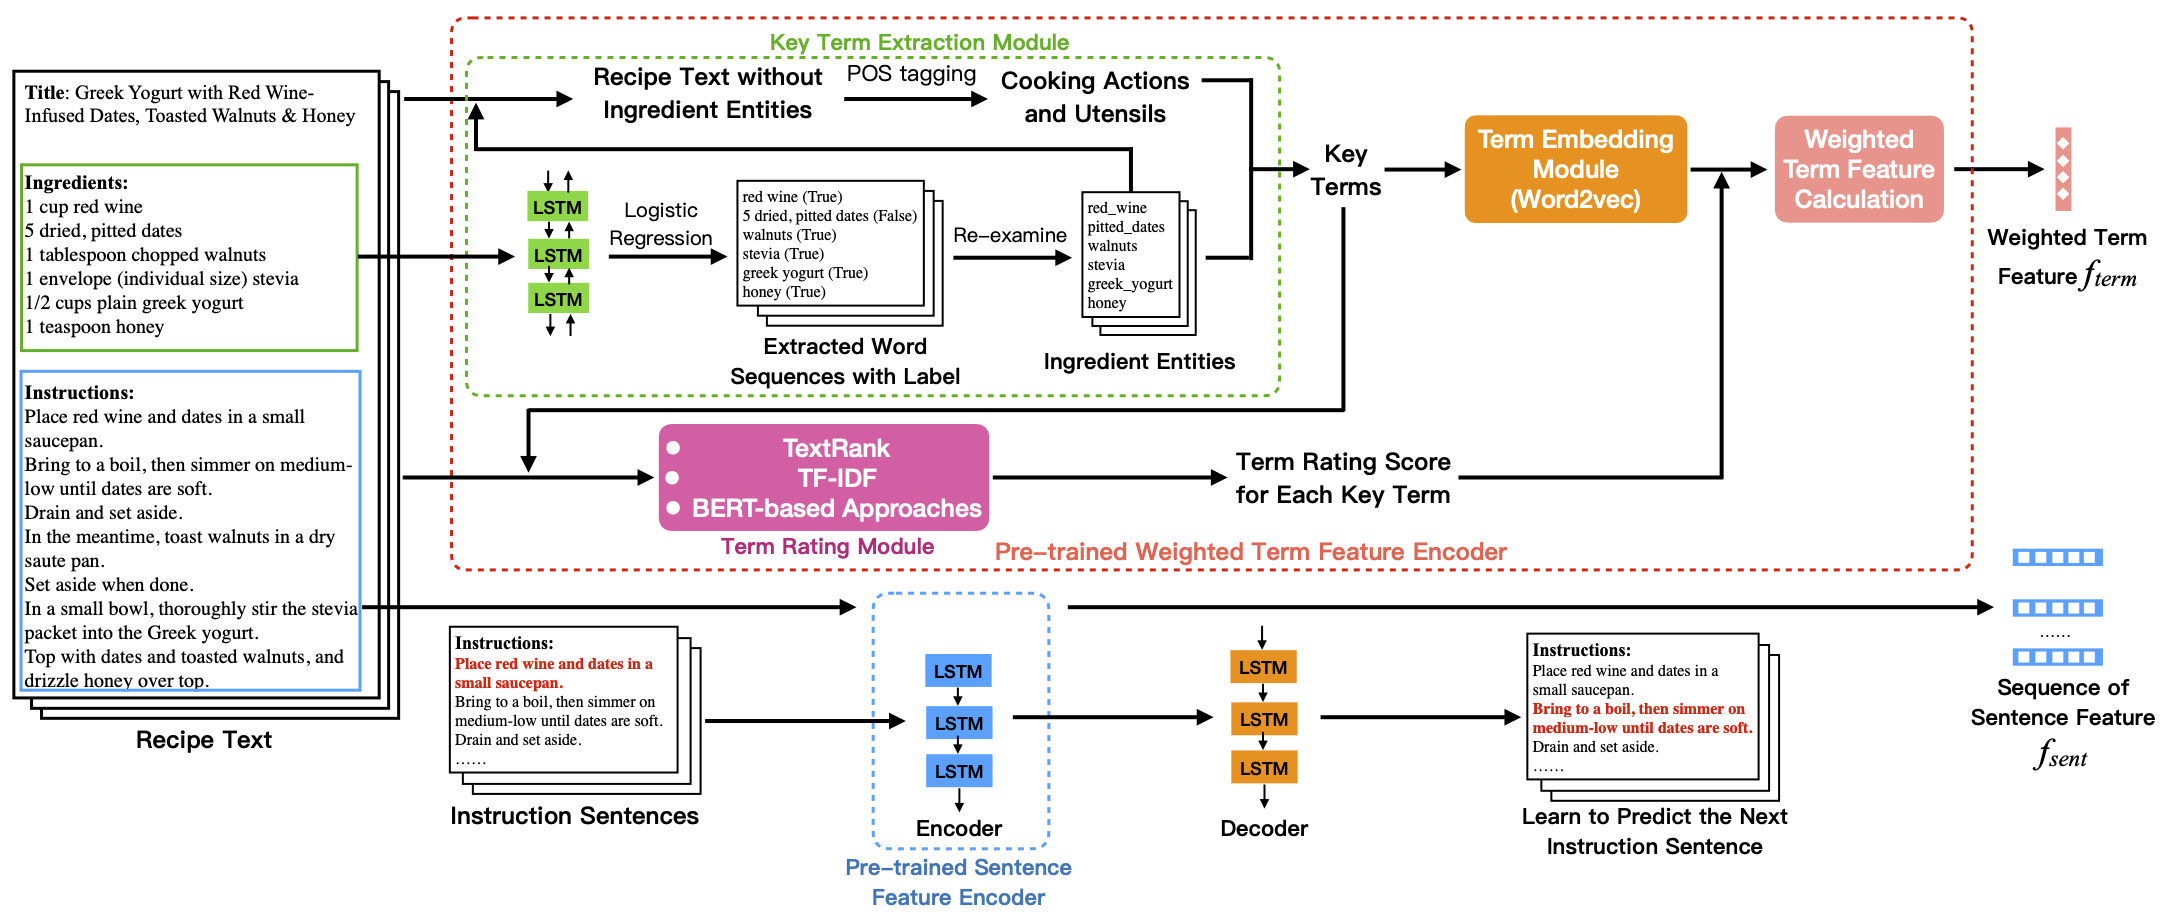 Title: Greek Yogurt with Red Wine-
Infused Dates, Toasted Walnuts & Honey
Ingredients:
1 cup red wine
5 dried, pitted dates
1 tablespoon chopped walnuts
1 envelope (individual size) stevia
1/2 cups plain greek yogurt
1 teaspoon honey
Instructions:
Place red wine and dates in a small
saucepan.
Bring to a boil, then simmer on medium-
low until dates are soft.
Drain and set aside.
In the meantime, toast walnuts in a dry
saute pan.
Set aside when done.
In a small bowl, thoroughly stir the stevia
packet into the Greek yogurt.
Top with dates and toasted walnuts, and
drizzle honey over top.
Recipe Text
Key Term Extraction Module
Recipe Text without
Ingredient Entities
POS tagging
Cooking Actions
and Utensils
LSTM
LSTM
LSTM
Logistic
Regression
red wine (True)
5 dried, pitted dates (False)
walnuts (True)
stevia (True)
greek yogurt (True)
honey (True)
Extracted Word
Sequences with Label
Re-examine
red_wine
pitted_dates
walnuts
stevia
greek_yogurt
honey
Ingredient Entities
Key
Terms
Term Embedding
Module
(Word2vec)
Weighted
Term Feature
Calculation
Weighted Term
Feature f_term
TextRank
TF-IDF
BERT-based Approaches
Term Rating Module
Term Rating Score
for Each Key Term
Pre-trained Weighted Term Feature Encoder
Instructions:
Place red wine and dates in a
small saucepan.
Bring to a boil, then simmer on
medium-low until dates are soft.
Drain and set aside.
......
Instruction Sentences
LSTM
LSTM
LSTM
Encoder
Pre-trained Sentence
Feature Encoder
LSTM
LSTM
LSTM
Decoder
Instructions:
Place red wine and dates in a
small saucepan.
Bring to a boil, then simmer on
medium-low until dates are soft.
Drain and set aside.
......
Learn to Predict the Next
Instruction Sentence
......
Sequence of
Sentence Feature
f_sent